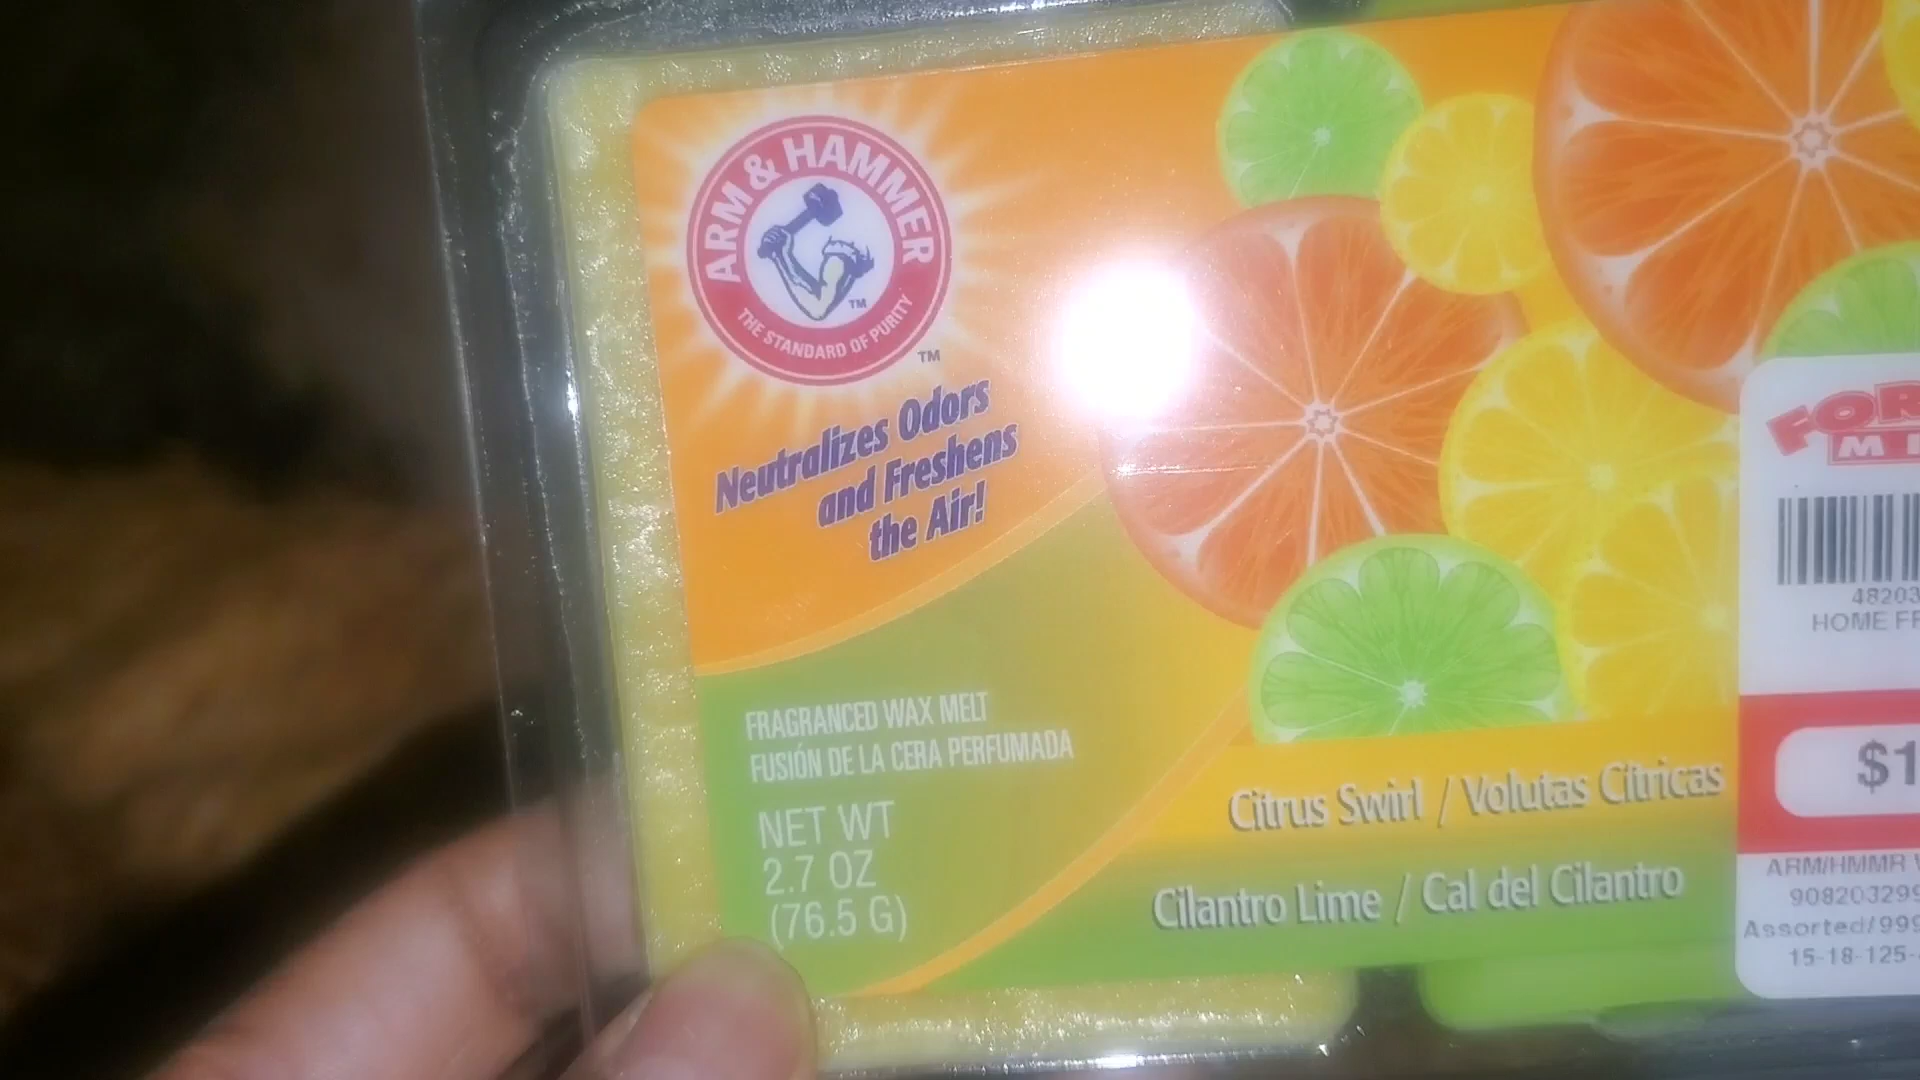 ARM & HAMMER
THE STANDARD OF PURITY
TM
TM
Neutralizes Odors
and Freshens
the Air!
FRAGRANCED WAX MELT
FUSIÓN DE LA CERA PERFUMADA
NET WT
2.7 OZ
(76.5 G)
Citrus Swirl / Volutas Cítricas
Cilantro Lime / Cal del Cilantro
48203
HOME
$1
ARM/HMMR
908203299
Assorted/999
15-18-125-